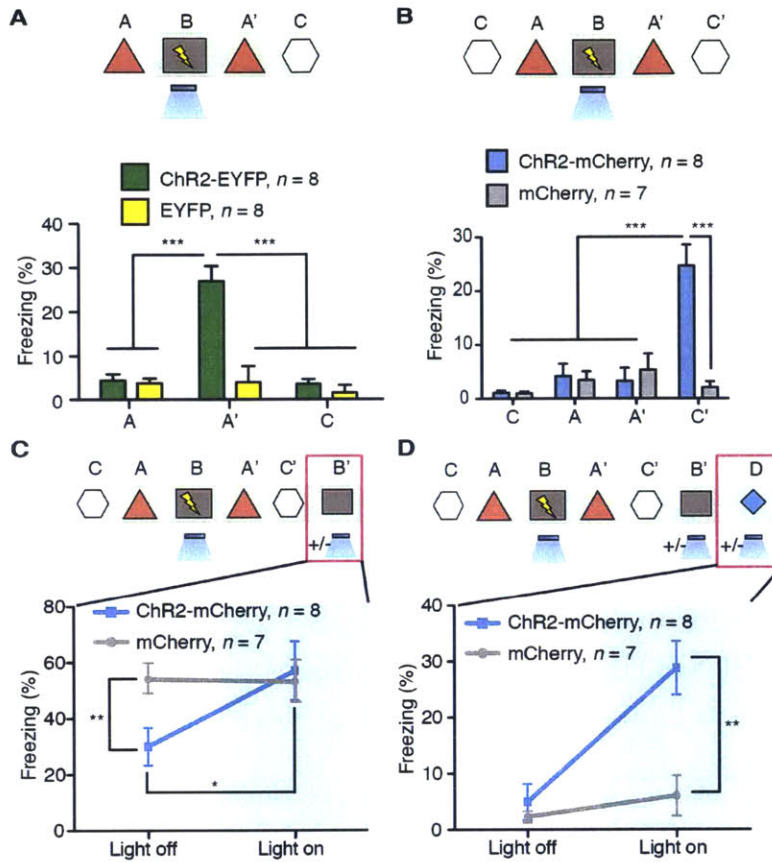 A
A B A' C
ChR2-EYFP, n = 8
EYFP, n = 8
Freezing (%)
40
30
20
10
0
*** ***
A A' C
B
C A B A' C'
ChR2-mCherry, n = 8
mCherry, n = 7
Freezing (%)
30
20
10
0
*** ***
C A A' C'
C
C A B A' C' B'
+/-
ChR2-mCherry, n = 8
mCherry, n = 7
Freezing (%)
80
60
40
20
0
**
*
Light off Light on
D
C A B A' C' B' D
+/- +/-
ChR2-mCherry, n = 8
mCherry, n = 7
Freezing (%)
40
30
20
10
0
**
Light off Light on